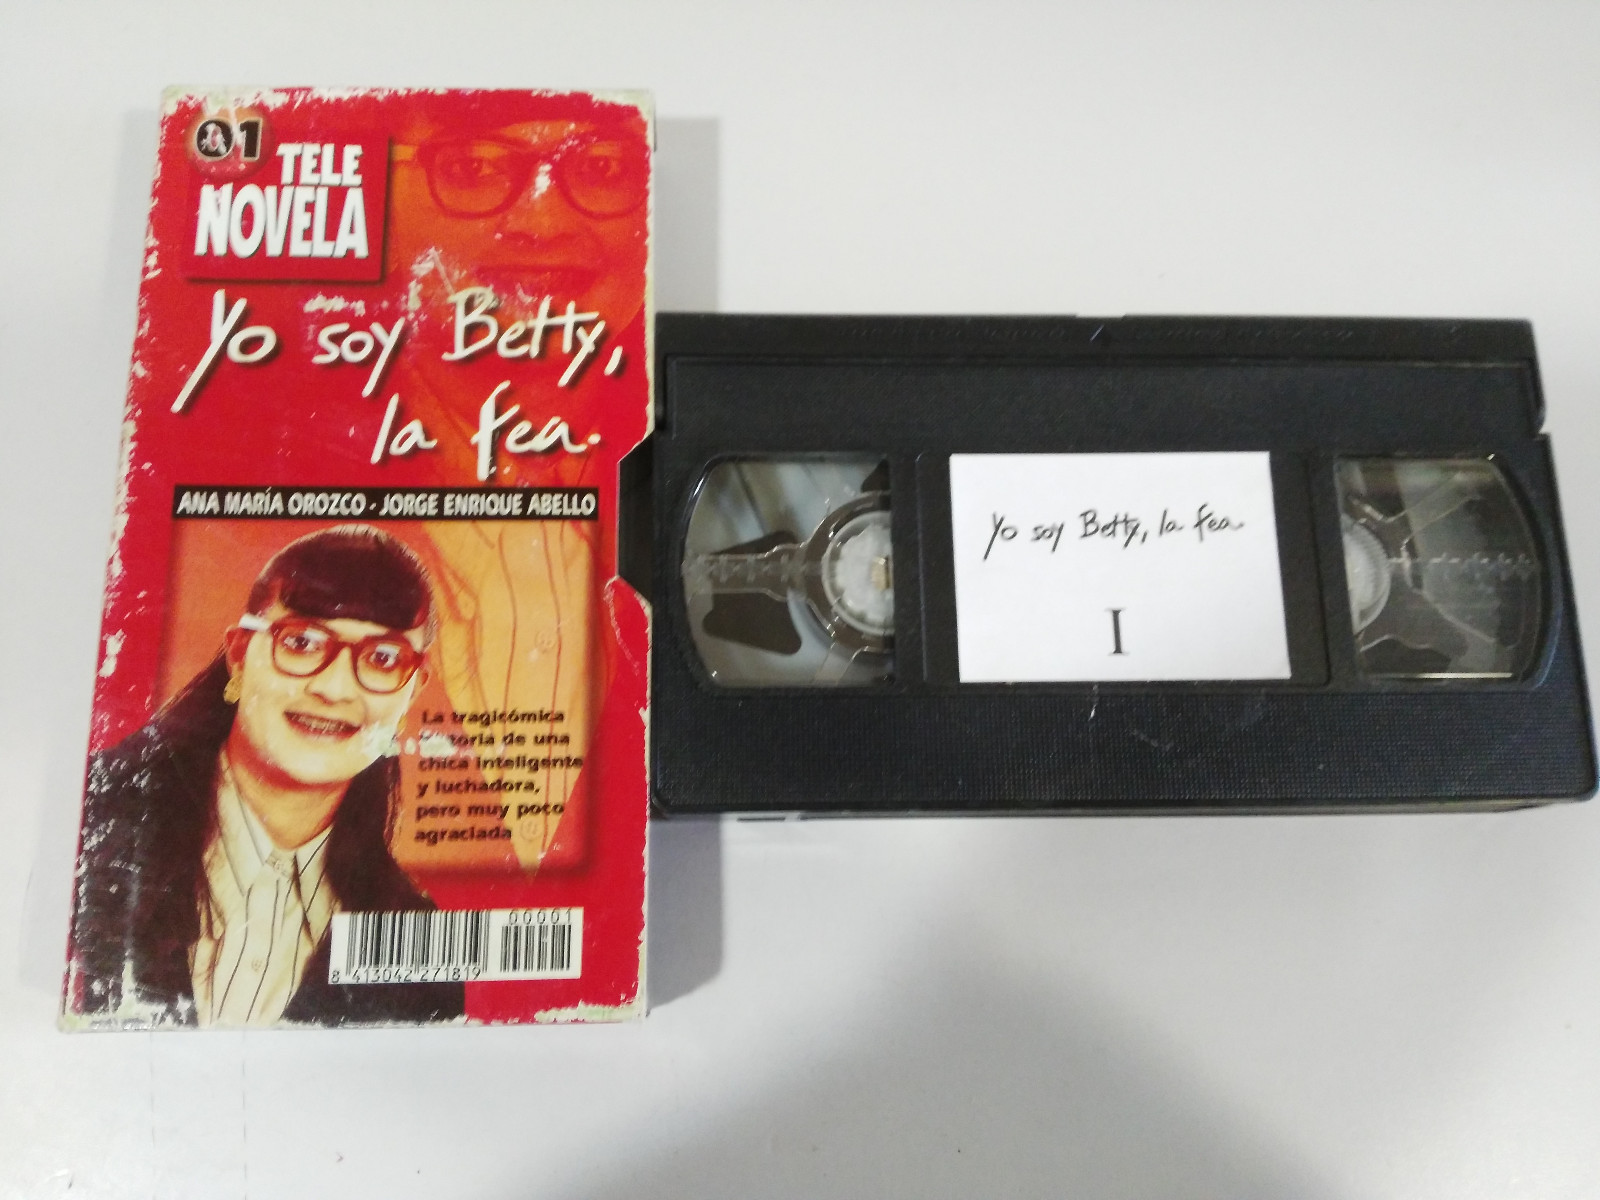 01
TELE
NOVELA
Yo soy Betty,
la fea.
ANA MARÍA OROZCO - JORGE ENRIQUE ABELLO
La tragicómica
historia de una
chica inteligente
y luchadora,
pero muy poco
agraciada
00001
8 413042 271819
Yo soy Betty, la fea.
I